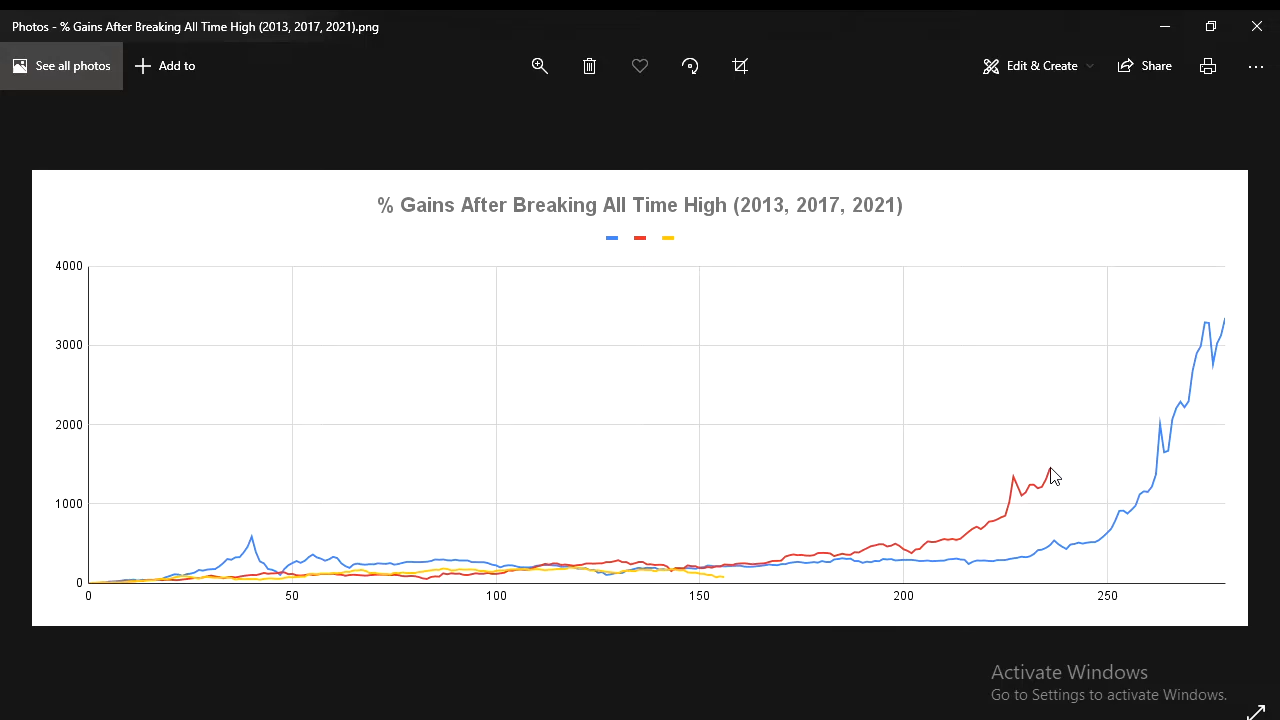 Photos - % Gains After Breaking All Time High (2013, 2017, 2021).png
See all photos
Add to
Edit & Create
Share
% Gains After Breaking All Time High (2013, 2017, 2021)
4000
3000
2000
1000
0
0 50 100 150 200 250
Activate Windows
Go to Settings to activate Windows.